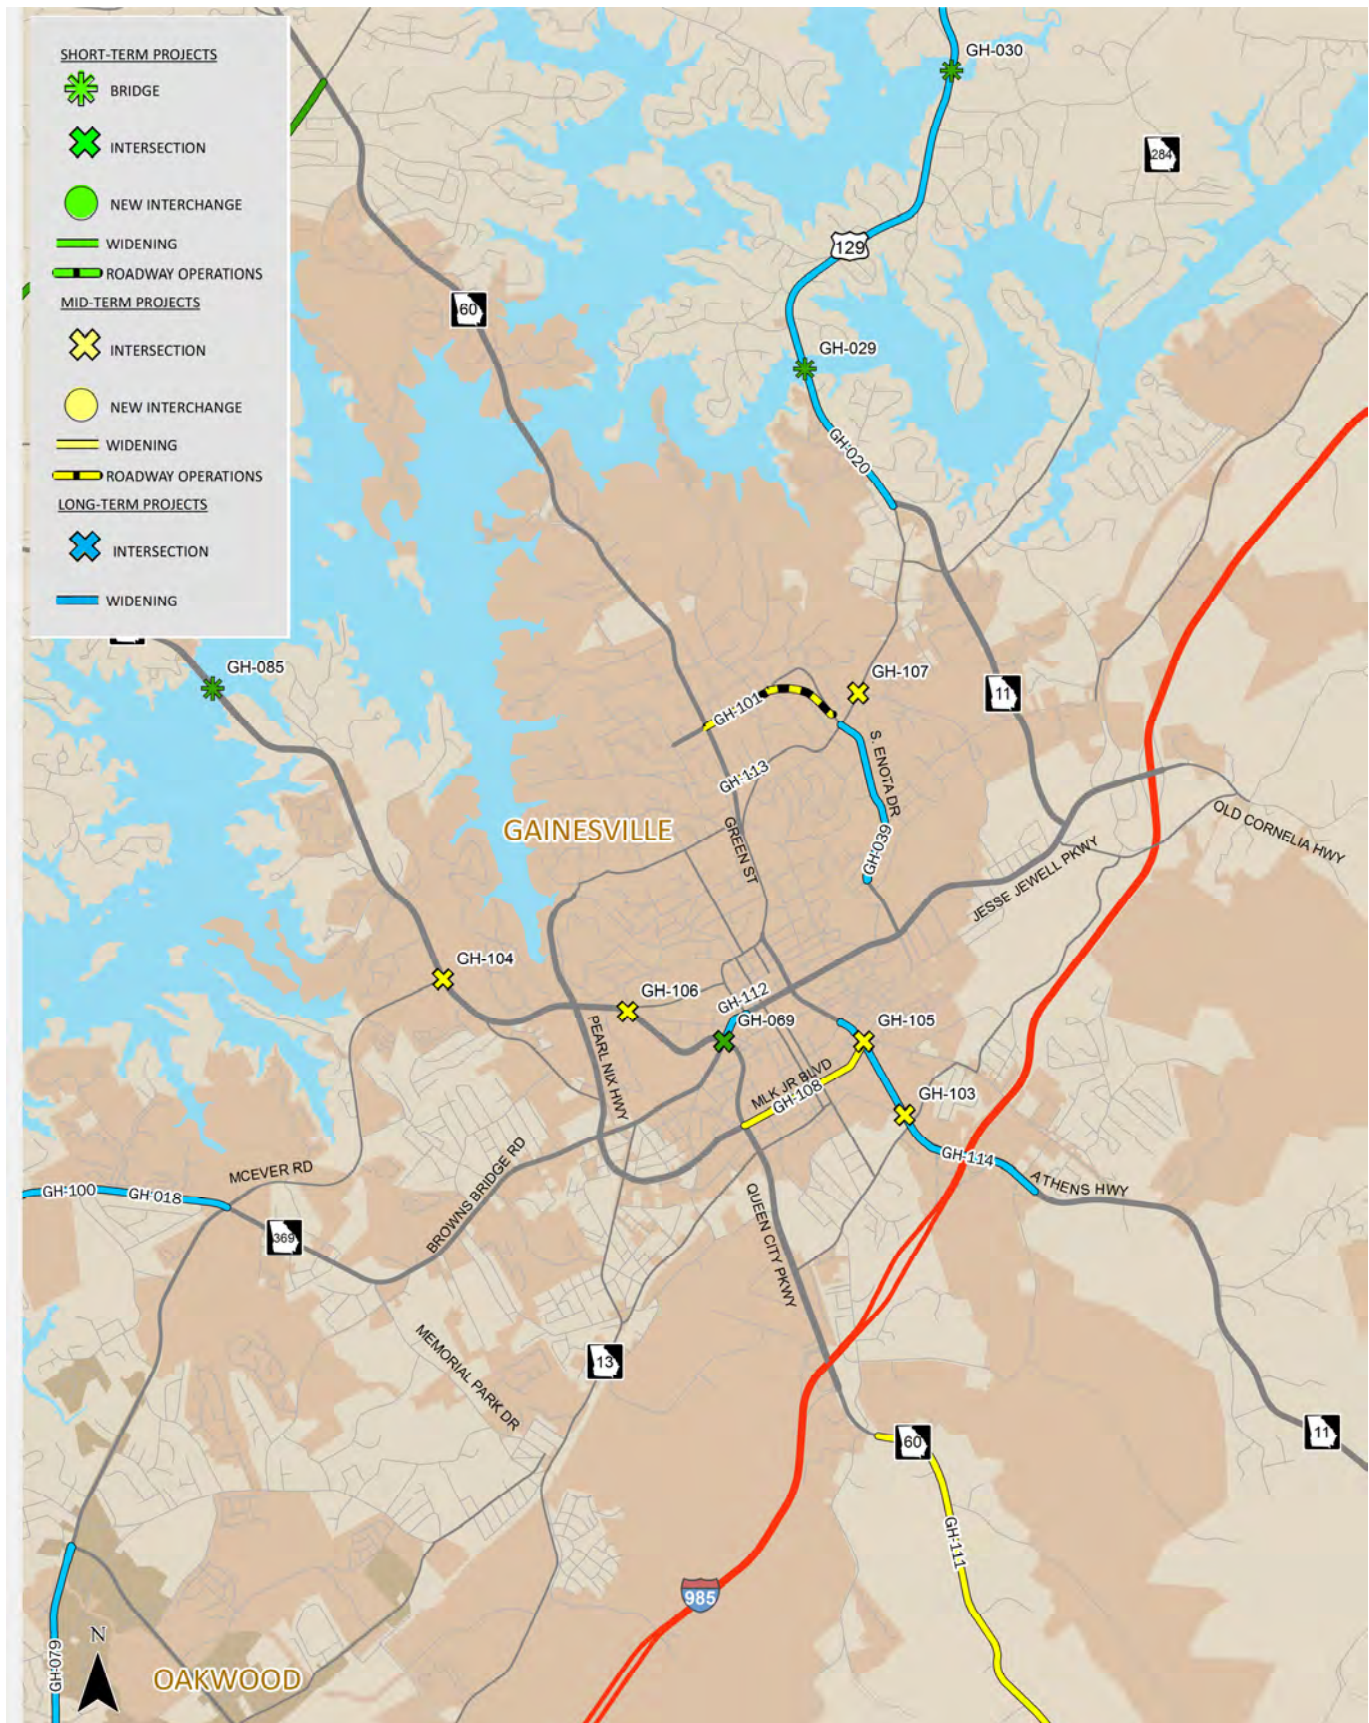 SHORT-TERM PROJECTS
BRIDGE
INTERSECTION
NEW INTERCHANGE
WIDENING
ROADWAY OPERATIONS
MID-TERM PROJECTS
INTERSECTION
NEW INTERCHANGE
WIDENING
ROADWAY OPERATIONS
LONG-TERM PROJECTS
INTERSECTION
WIDENING
GH-030
284
129
60
GH-029
GH-020
GH-085
GH-107
11
GH-101
S. ENOTA DR
GH-113
OLD CORNELIA HWY
GAINESVILLE
GREEN ST
GH-039
JESSE JEWELL PKWY
GH-104
GH-106
GH-112
GH-069
GH-105
PEARL NIX HWY
MLK JR BLVD
GH-108
GH-103
GH-114
ATHENS HWY
MCEVER RD
GH-100
GH-018
BROWNS BRIDGE RD
369
QUEEN CITY PKWY
MEMORIAL PARK DR
13
60
11
GH-111
985
GH-079
N
OAKWOOD